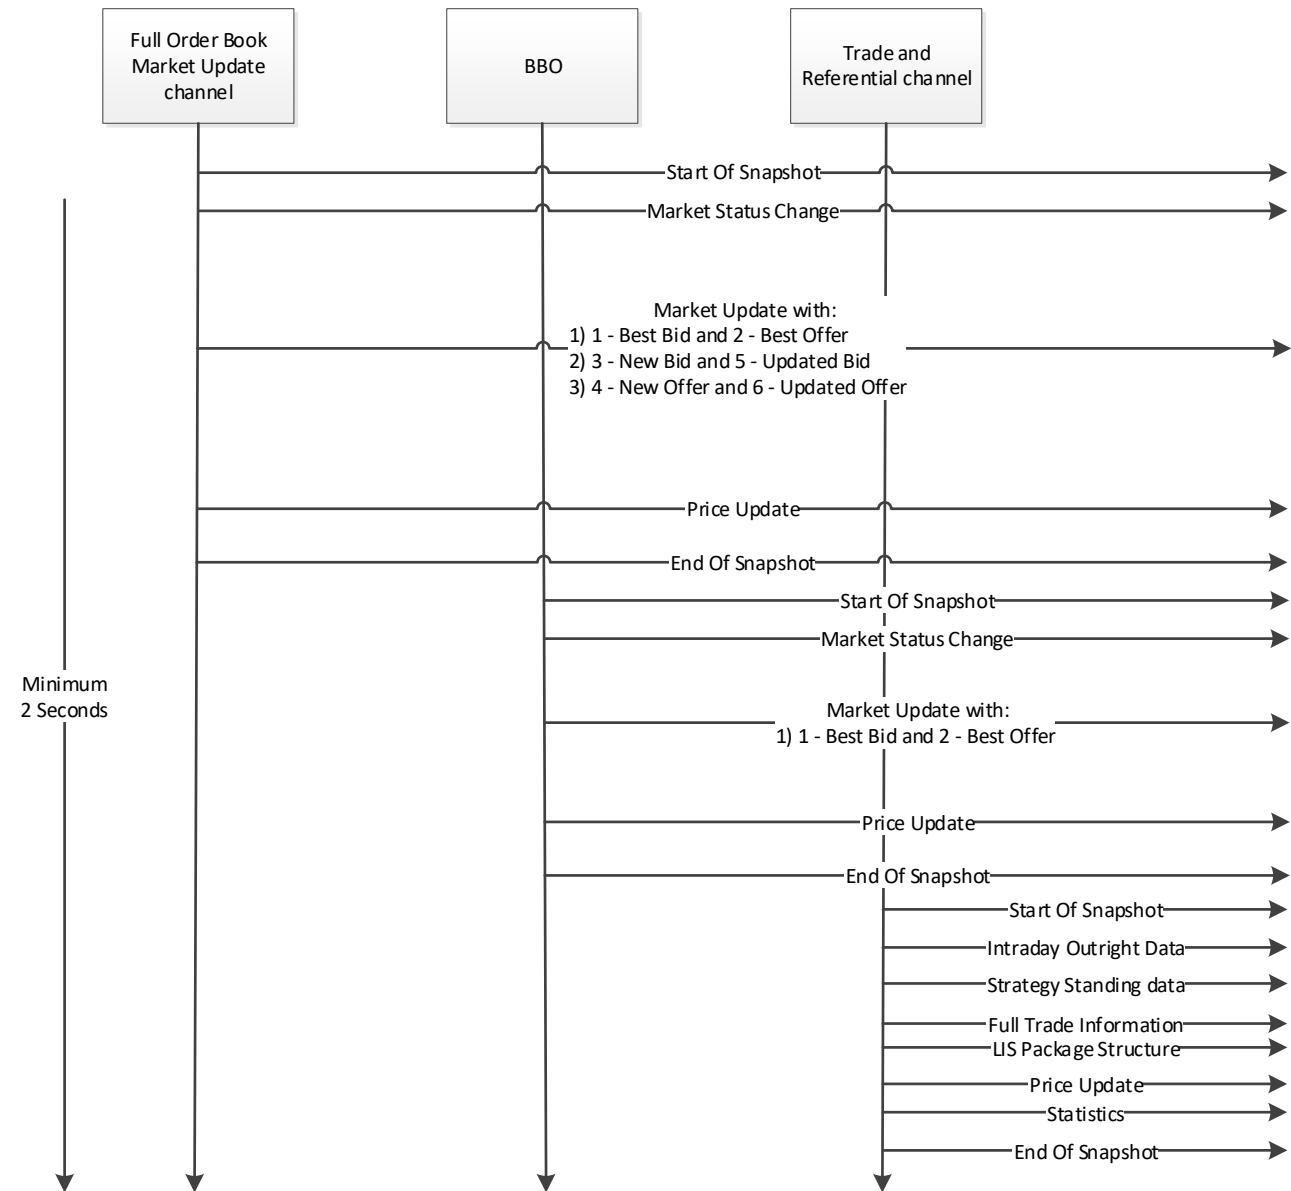 Full Order Book
Market Update
channel
BBO
Trade and
Referential channel
Start Of Snapshot
Market Status Change
Market Update with:
1) 1 - Best Bid and 2 - Best Offer
2) 3 - New Bid and 5 - Updated Bid
3) 4 - New Offer and 6 - Updated Offer
Price Update
End Of Snapshot
Start Of Snapshot
Market Status Change
Minimum
2 Seconds
Market Update with:
1) 1 - Best Bid and 2 - Best Offer
Price Update
End Of Snapshot
Start Of Snapshot
Intraday Outright Data
Strategy Standing data
Full Trade Information
LIS Package Structure
Price Update
Statistics
End Of Snapshot